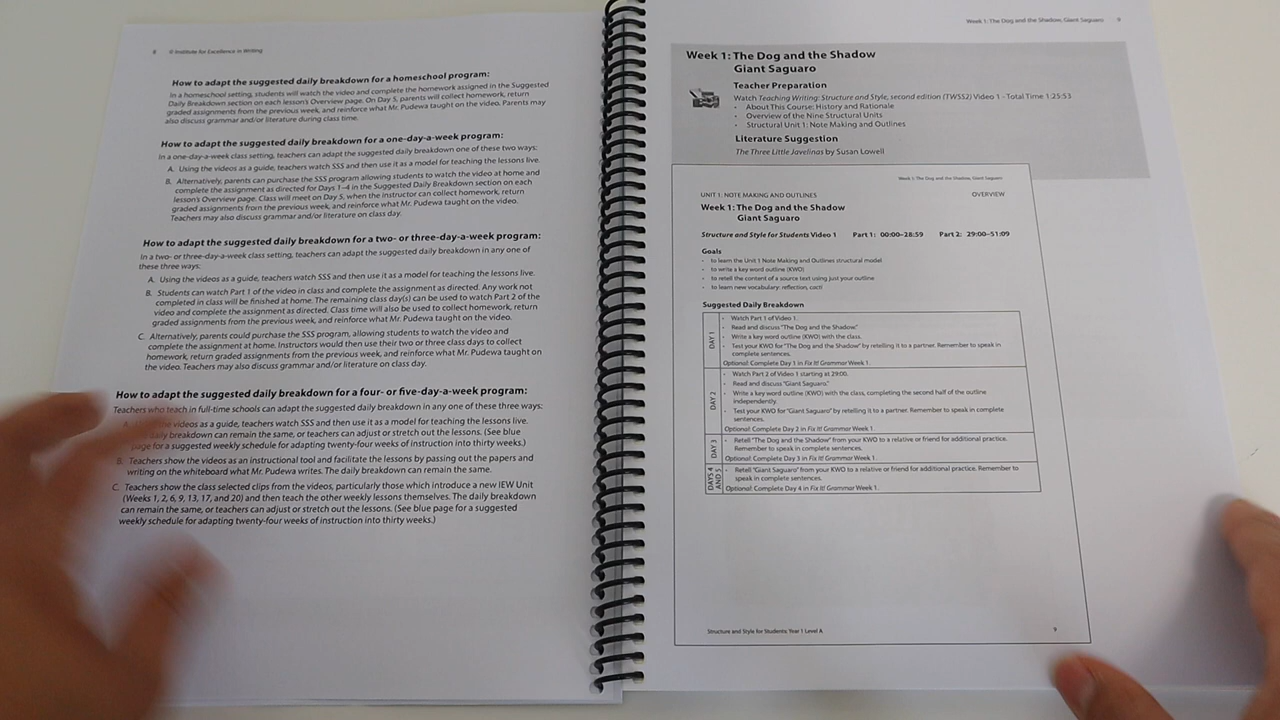 8 © Institute for Excellence in Writing
How to adapt the suggested daily breakdown for a homeschool program:
In a homeschool setting, students will watch the video and complete the homework assigned in the Suggested
Daily Breakdown section on each lesson's Overview page. On Day 5, parents will collect homework, return
graded assignments from the previous week, and reinforce what Mr. Pudewa taught on the video. Parents may
also discuss grammar and/or literature during class time.
How to adapt the suggested daily breakdown for a one-day-a-week program:
In a one-day-a-week class setting, teachers can adapt the suggested daily breakdown one of these two ways:
A. Using the videos as a guide, teachers watch SSS and then use it as a model for teaching the lessons live.
B. Alternatively, parents can purchase the SSS program allowing students to watch the video at home and
complete the assignment as directed for Days 1–4 in the Suggested Daily Breakdown section on each
lesson's Overview page. Class will meet on Day 5, when the instructor can collect homework, return
graded assignments from the previous week, and reinforce what Mr. Pudewa taught on the video.
Teachers may also discuss grammar and/or literature on class day.
How to adapt the suggested daily breakdown for a two- or three-day-a-week program:
In a two- or three-day-a-week class setting, teachers can adapt the suggested daily breakdown in any one of
these three ways:
A. Using the videos as a guide, teachers watch SSS and then use it as a model for teaching the lessons live.
B. Students can watch Part 1 of the video in class and complete the assignment as directed. Any work not
completed in class will be finished at home. The remaining class day(s) can be used to watch Part 2 of the
video and complete the assignment as directed. Class time will also be used to collect homework, return
graded assignments from the previous week, and reinforce what Mr. Pudewa taught on the video.
C. Alternatively, parents could purchase the SSS program, allowing students to watch the video and
complete the assignment at home. Instructors would then use their two or three class days to collect
homework, return graded assignments from the previous week, and reinforce what Mr. Pudewa taught on
the video. Teachers may also discuss grammar and/or literature on class day.
How to adapt the suggested daily breakdown for a four- or five-day-a-week program:
Teachers who teach in full-time schools can adapt the suggested daily breakdown in any one of these three ways:
videos as a guide, teachers watch SSS and then use it as a model for teaching the lessons live.
daily breakdown can remain the same, or teachers can adjust or stretch out the lessons. (See blue
page for a suggested weekly schedule for adapting twenty-four weeks of instruction into thirty weeks.)
B. Teachers show the videos as an instructional tool and facilitate the lessons by passing out the papers and
writing on the whiteboard what Mr. Pudewa writes. The daily breakdown can remain the same.
C. Teachers show the class selected clips from the videos, particularly those which introduce a new IEW Unit
(Weeks 1, 2, 6, 9, 13, 17, and 20) and then teach the other weekly lessons themselves. The daily breakdown
can remain the same, or teachers can adjust or stretch out the lessons. (See blue page for a suggested
weekly schedule for adapting twenty-four weeks of instruction into thirty weeks.)
Week 1: The Dog and the Shadow, Giant Saguaro 9
Week 1: The Dog and the Shadow
Giant Saguaro
Teacher Preparation
Watch Teaching Writing: Structure and Style, second edition (TWSS2) Video 1 - Total Time 1:25:53
• About This Course: History and Rationale
• Overview of the Nine Structural Units
• Structural Unit 1: Note Making and Outlines
Literature Suggestion
The Three Little Javelinas by Susan Lowell
Week 1: The Dog and the Shadow, Giant Saguaro
UNIT 1: NOTE MAKING AND OUTLINES OVERVIEW
Week 1: The Dog and the Shadow
Giant Saguaro
Structure and Style for Students Video 1 Part 1: 00:00–28:59 Part 2: 29:00–51:09
Goals
• to learn the Unit 1 Note Making and Outlines structural model
• to write a key word outline (KWO)
• to retell the content of a source text using just your outline
• to learn new vocabulary: reflection, cacti
Suggested Daily Breakdown
DAY 1
• Watch Part 1 of Video 1.
• Read and discuss "The Dog and the Shadow."
• Write a key word outline (KWO) with the class.
• Test your KWO for "The Dog and the Shadow" by retelling it to a partner. Remember to speak in
complete sentences.
Optional: Complete Day 1 in Fix It! Grammar Week 1.
DAY 2
• Watch Part 2 of Video 1 starting at 29:00.
• Read and discuss "Giant Saguaro."
• Write a key word outline (KWO) with the class, completing the second half of the outline
independently.
• Test your KWO for "Giant Saguaro" by retelling it to a partner. Remember to speak in complete
sentences.
Optional: Complete Day 2 in Fix It! Grammar Week 1.
DAY 3
• Retell "The Dog and the Shadow" from your KWO to a relative or friend for additional practice.
Remember to speak in complete sentences.
Optional: Complete Day 3 in Fix It! Grammar Week 1.
DAYS 4 AND 5
• Retell "Giant Saguaro" from your KWO to a relative or friend for additional practice. Remember to
speak in complete sentences.
Optional: Complete Day 4 in Fix It! Grammar Week 1.
Structure and Style for Students: Year 1 Level A 9